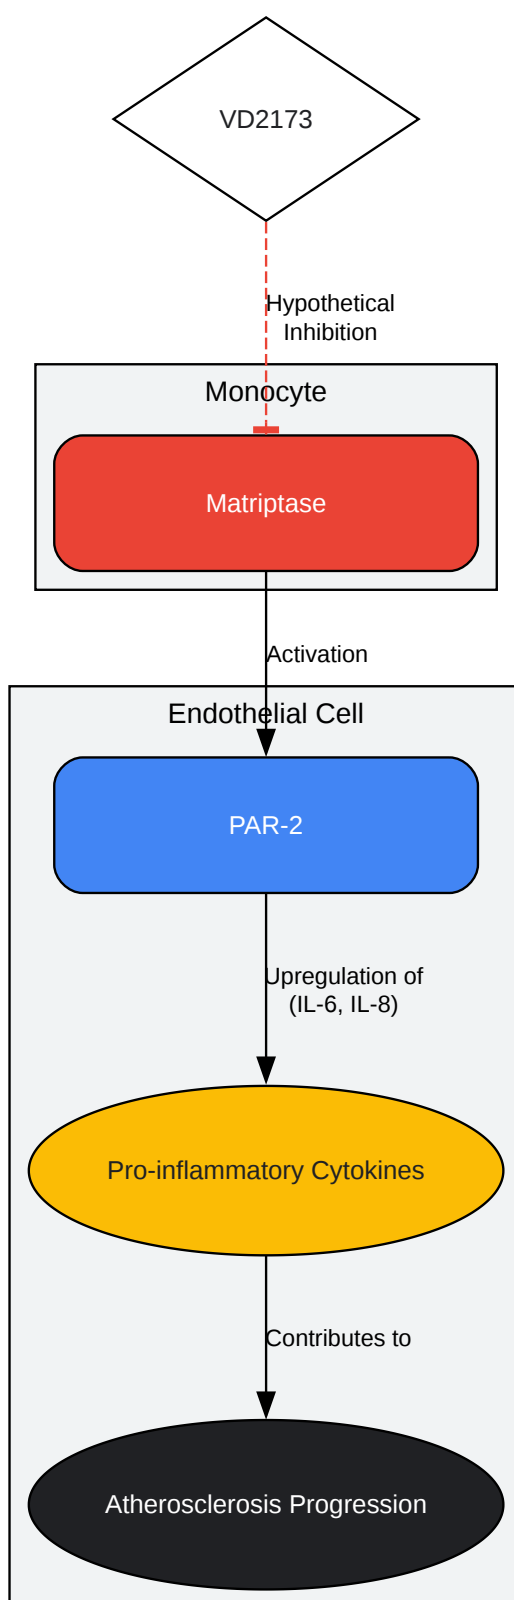 VD2173
Hypothetical
Inhibition
Monocyte
Matriptase
Activation
Endothelial Cell
PAR-2
Upregulation of
(IL-6, IL-8)
Pro-inflammatory Cytokines
Contributes to
Atherosclerosis Progression